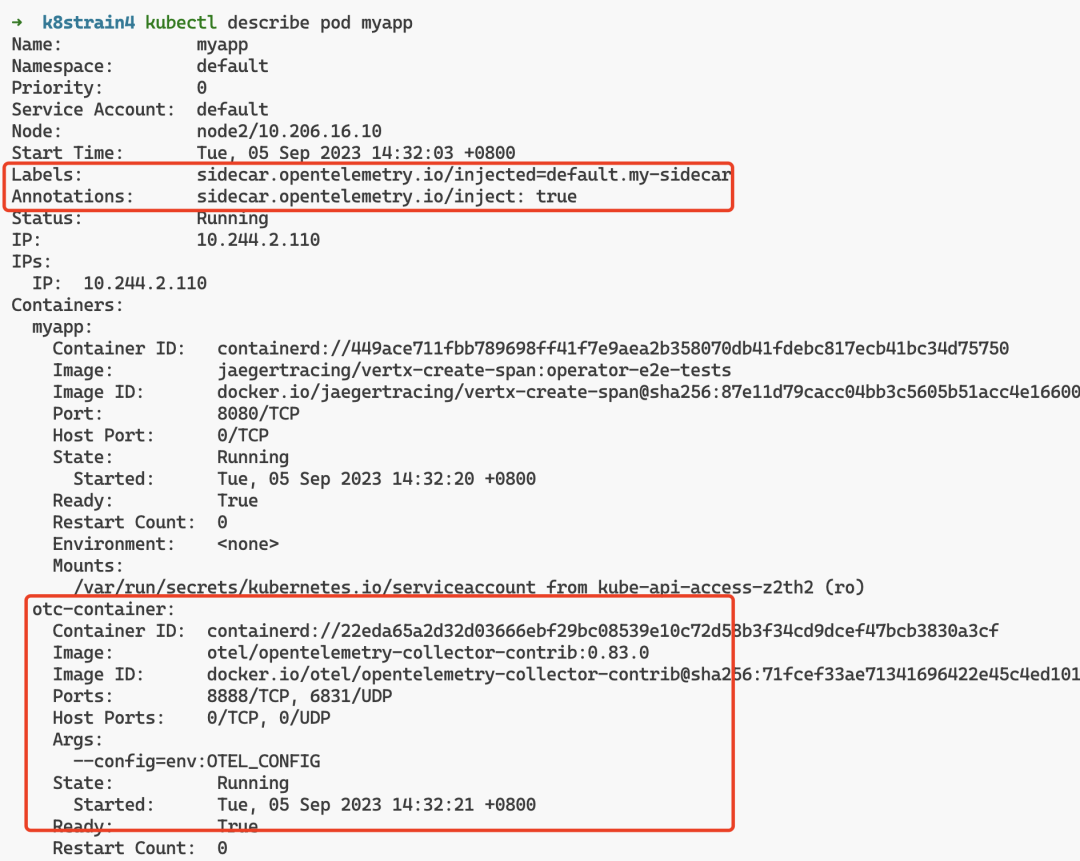 → k8strain4 kubectl describe pod myapp
Name:             myapp
Namespace:        default
Priority:         0
Service Account:  default
Node:             node2/10.206.16.10
Start Time:       Tue, 05 Sep 2023 14:32:03 +0800
Labels:           sidecar.opentelemetry.io/injected=default.my-sidecar
Annotations:      sidecar.opentelemetry.io/inject: true
Status:           Running
IP:               10.244.2.110
IPs:
  IP:  10.244.2.110
Containers:
  myapp:
    Container ID:   containerd://449ace711fbb789698ff41f7e9aea2b358070db41fdebc817ecb41bc34d75750
    Image:          jaegertracing/vertx-create-span:operator-e2e-tests
    Image ID:       docker.io/jaegertracing/vertx-create-span@sha256:87e11d79cacc04bb3c5605b51acc4e16600
    Port:           8080/TCP
    Host Port:      0/TCP
    State:          Running
      Started:      Tue, 05 Sep 2023 14:32:20 +0800
    Ready:          True
    Restart Count:  0
    Environment:    <none>
    Mounts:
      /var/run/secrets/kubernetes.io/serviceaccount from kube-api-access-z2th2 (ro)
  otc-container:
    Container ID:  containerd://22eda65a2d32d03666ebf29bc08539e10c72d58b3f34cd9dcef47bcb3830a3cf
    Image:         otel/opentelemetry-collector-contrib:0.83.0
    Image ID:      docker.io/otel/opentelemetry-collector-contrib@sha256:71fcef33ae71341696422e45c4ed101
    Ports:         8888/TCP, 6831/UDP
    Host Ports:    0/TCP, 0/UDP
    Args:
      --config=env:OTEL_CONFIG
    State:          Running
      Started:      Tue, 05 Sep 2023 14:32:21 +0800
    Ready:          True
    Restart Count:  0